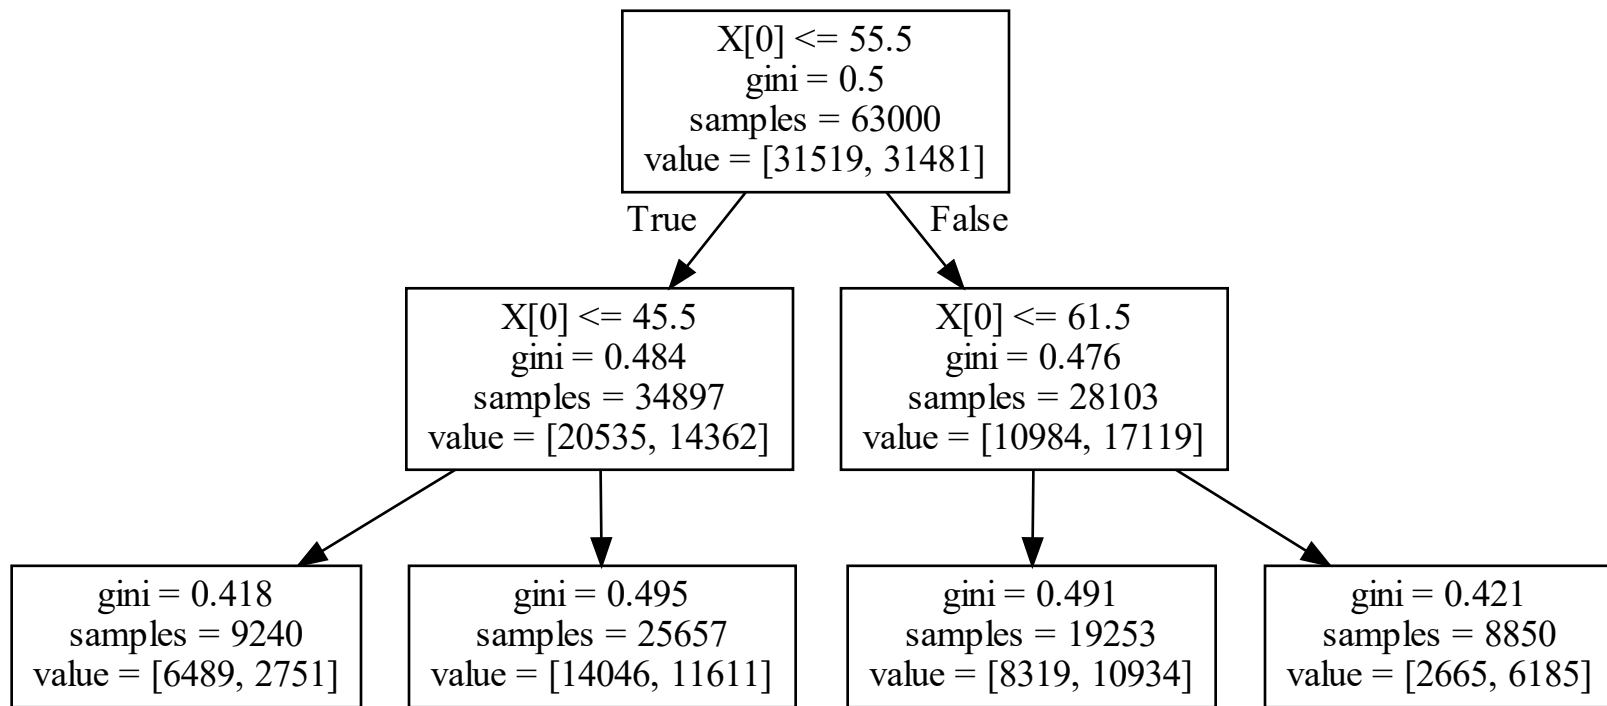 X[0] <= 55.5
gini = 0.5
samples = 63000
value = [31519, 31481]
True
False
X[0] <= 45.5
gini = 0.484
samples = 34897
value = [20535, 14362]
X[0] <= 61.5
gini = 0.476
samples = 28103
value = [10984, 17119]
gini = 0.418
samples = 9240
value = [6489, 2751]
gini = 0.495
samples = 25657
value = [14046, 11611]
gini = 0.491
samples = 19253
value = [8319, 10934]
gini = 0.421
samples = 8850
value = [2665, 6185]